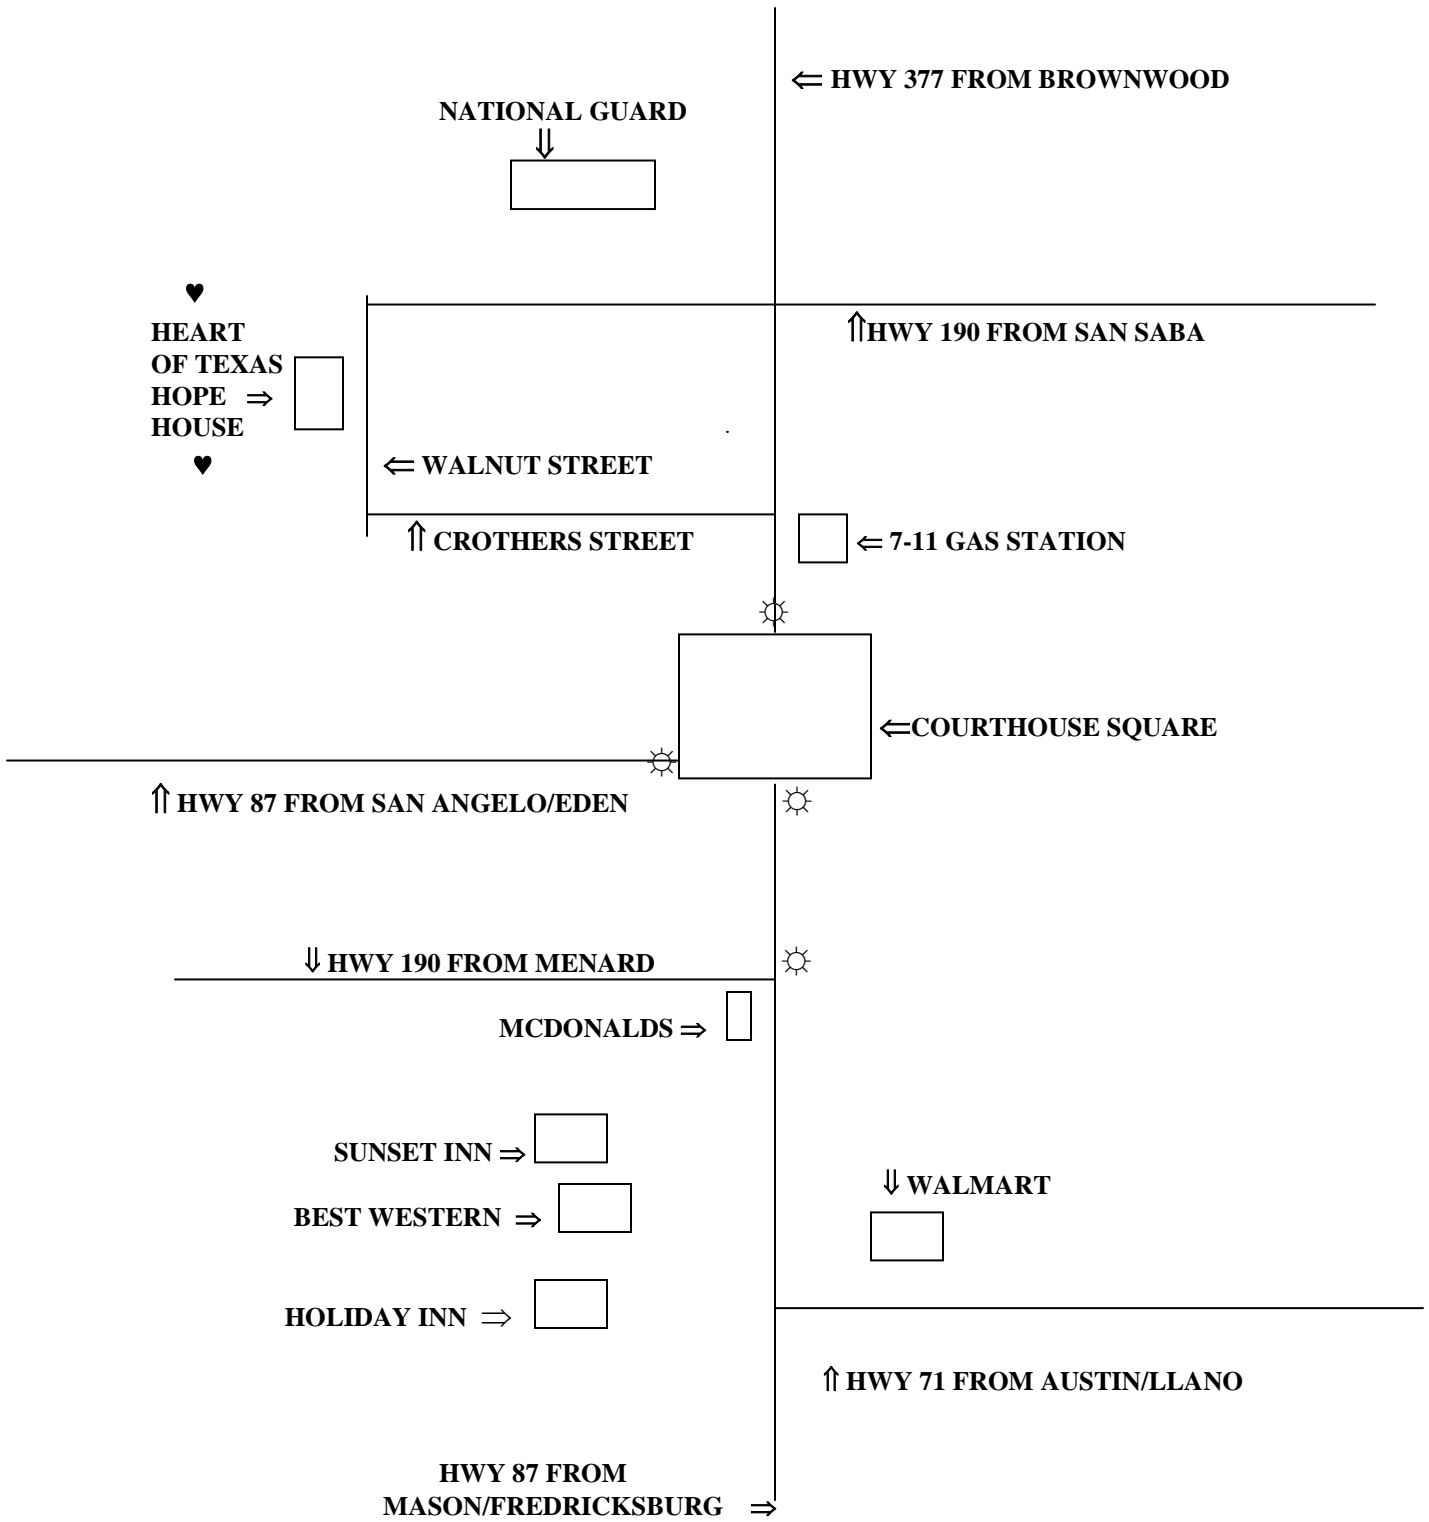 ⇐ HWY 377 FROM BROWNWOOD
NATIONAL GUARD
⇓
♥
⇑HWY 190 FROM SAN SABA
HEART
OF TEXAS
HOPE ⇒
HOUSE
♥
⇐ WALNUT STREET
⇑ CROTHERS STREET
⇐ 7-11 GAS STATION
⇐COURTHOUSE SQUARE
⇑ HWY 87 FROM SAN ANGELO/EDEN
⇓ HWY 190 FROM MENARD
MCDONALDS ⇒
SUNSET INN ⇒
⇓ WALMART
BEST WESTERN ⇒
HOLIDAY INN ⇒
⇑ HWY 71 FROM AUSTIN/LLANO
HWY 87 FROM
MASON/FREDRICKSBURG ⇒